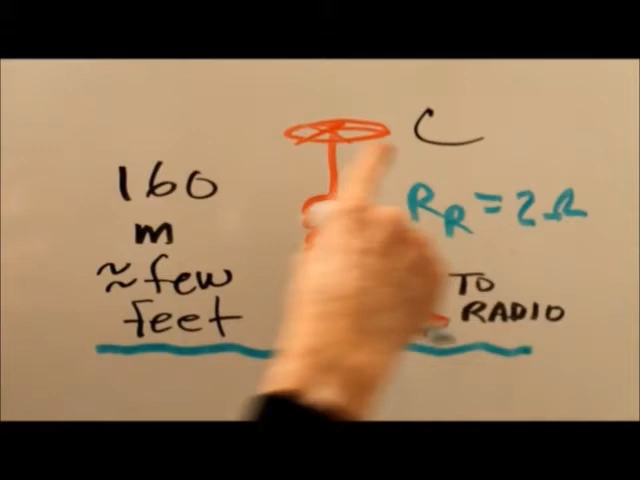 C
160
m
≈few
feet
R_R = 2Ω
TO
RADIO